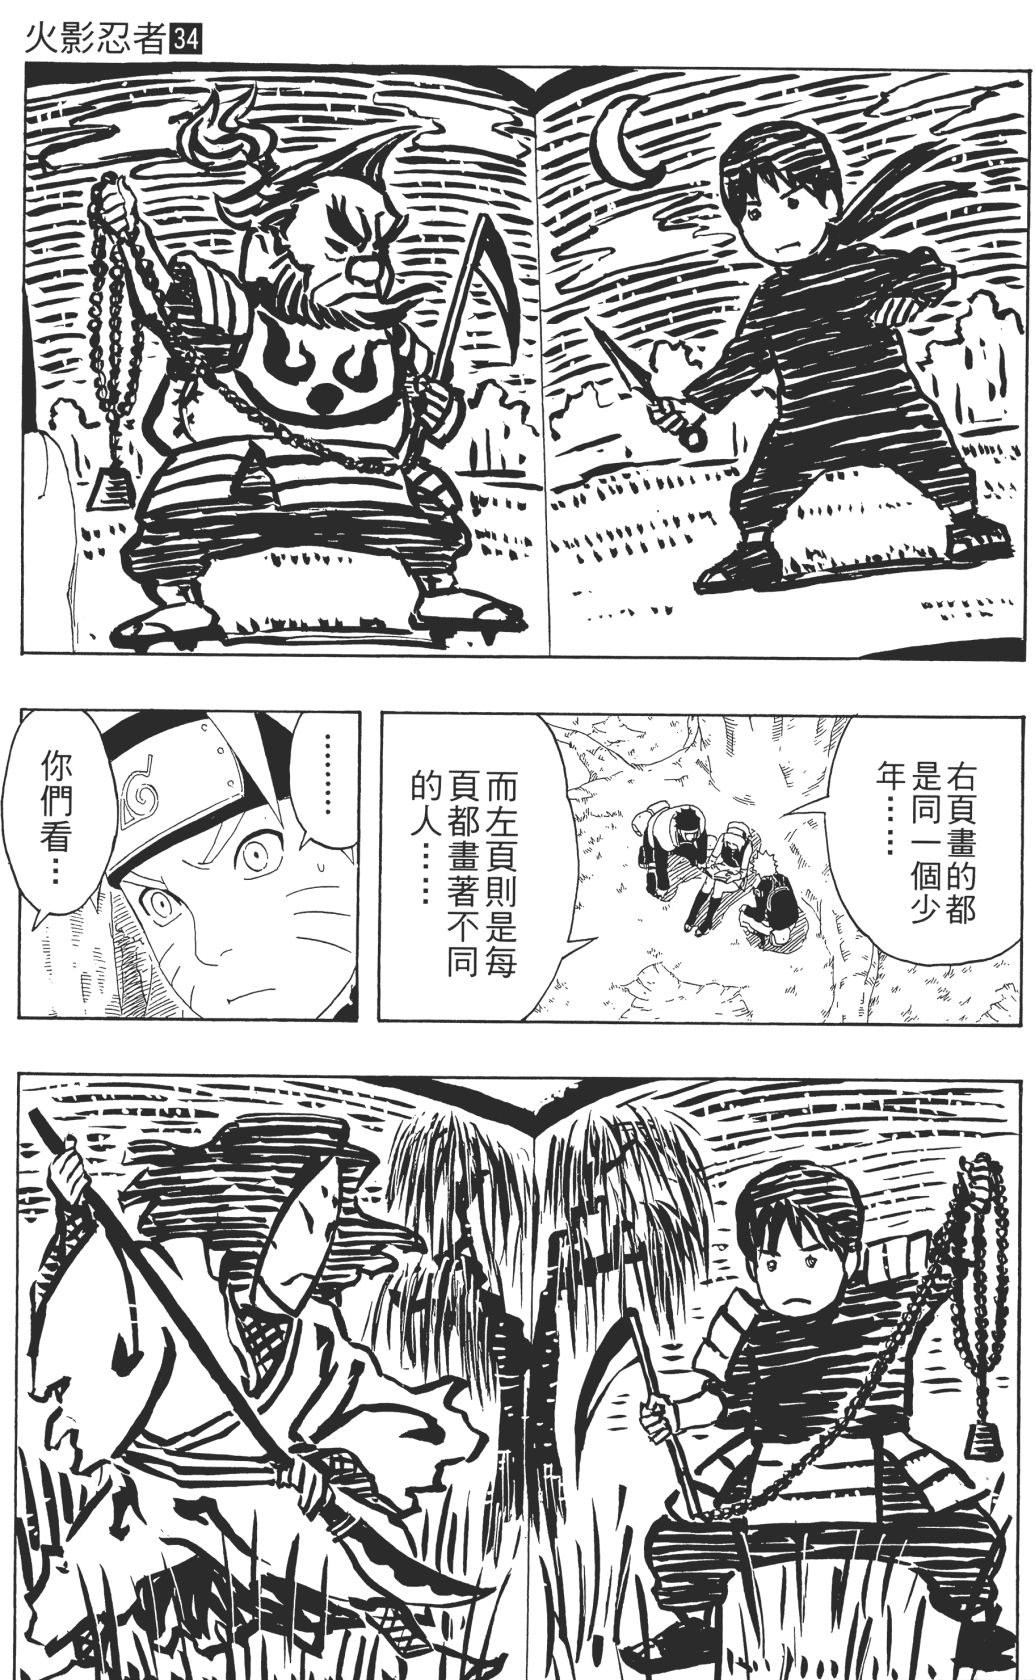 火影忍者34
右頁畫的都
是同一個少
年……
而左頁則是每
頁都畫著不同
的人……
………
你們看…